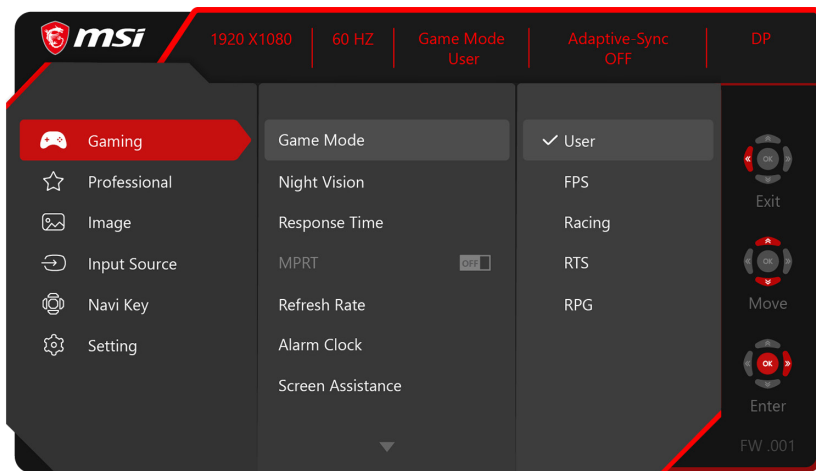 msi
1920 X1080
60 HZ
Game Mode
User
Adaptive-Sync
OFF
DP
Gaming
Professional
Image
Input Source
Navi Key
Setting
Game Mode
Night Vision
Response Time
MPRT OFF
Refresh Rate
Alarm Clock
Screen Assistance
User
FPS
Racing
RTS
RPG
OK
Exit
OK
Move
OK
Enter
FW .001